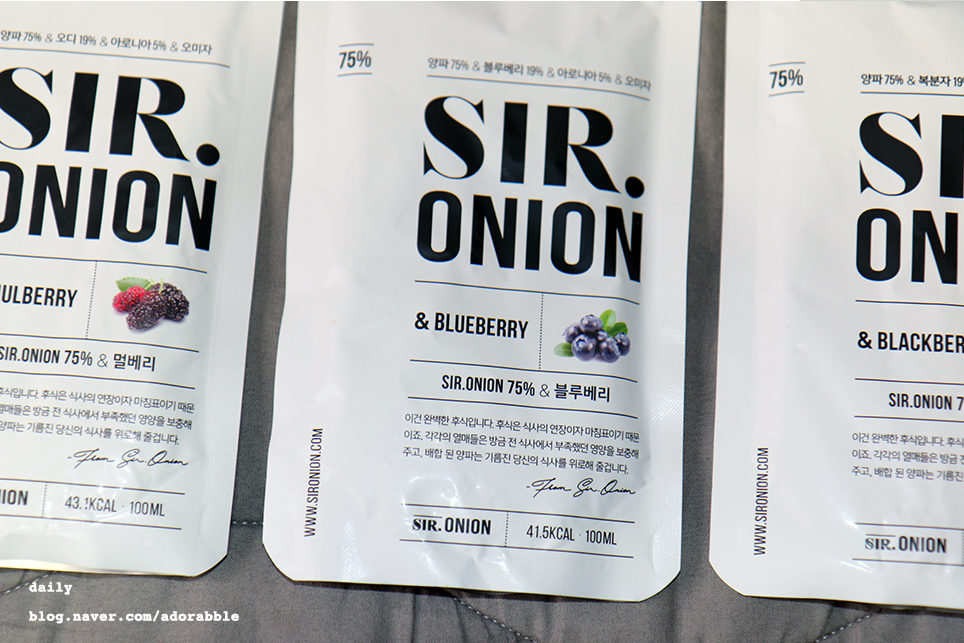 양파 75% & 오디 19% & 아로니아 5% & 오미자
SIR.
ONION
MULBERRY
SIR.ONION 75% & 멀베리
후식입니다. 후식은 식사의 연장이자 마침표이기 때문
열매들은 방금 전 식사에서 부족했던 영양을 보충해
양파는 기름진 당신의 식사를 위로해 줄겁니다.
-From Sir.Onion
ONION
43.1KCAL · 100ML
75%
양파 75% & 블루베리 19% & 아로니아 5% & 오미자
SIR.
ONION
& BLUEBERRY
SIR.ONION 75% & 블루베리
이건 완벽한 후식입니다. 후식은 식사의 연장이자 마침표이기 때문
이죠. 각각의 열매들은 방금 전 식사에서 부족했던 영양을 보충해
주고, 배합 된 양파는 기름진 당신의 식사를 위로해 줄겁니다.
-From Sir.Onion
WWW.SIRONION.COM
SIR. ONION
41.5KCAL · 100ML
75%
양파 75% & 복분자 19%
SIR.
ONION
& BLACKBER
SIR.ONION 7
이건 완벽한 후식입니다. 후식
이죠. 각각의 열매들은 방금
주고, 배합 된 양파는 기름진
WWW.SIRONION.COM
SIR. ONION
daily
blog.naver.com/adorabble